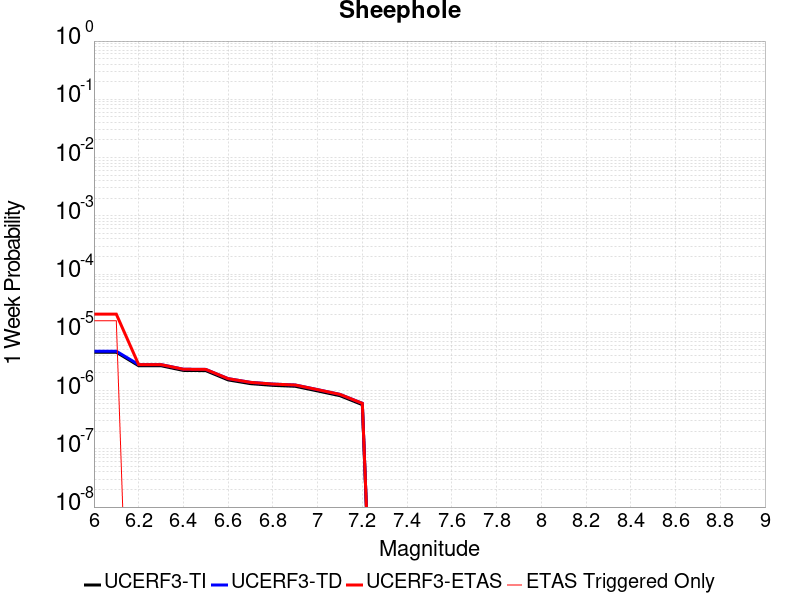 Sheephole
10 0
10 -1
10 -2
10 -3
10 -4
10 -5
10 -6
10 -7
10 -8
1 Week Probability
6 6.2 6.4 6.6 6.8 7 7.2 7.4 7.6 7.8 8 8.2 8.4 8.6 8.8 9
Magnitude
UCERF3-TI UCERF3-TD UCERF3-ETAS ETAS Triggered Only